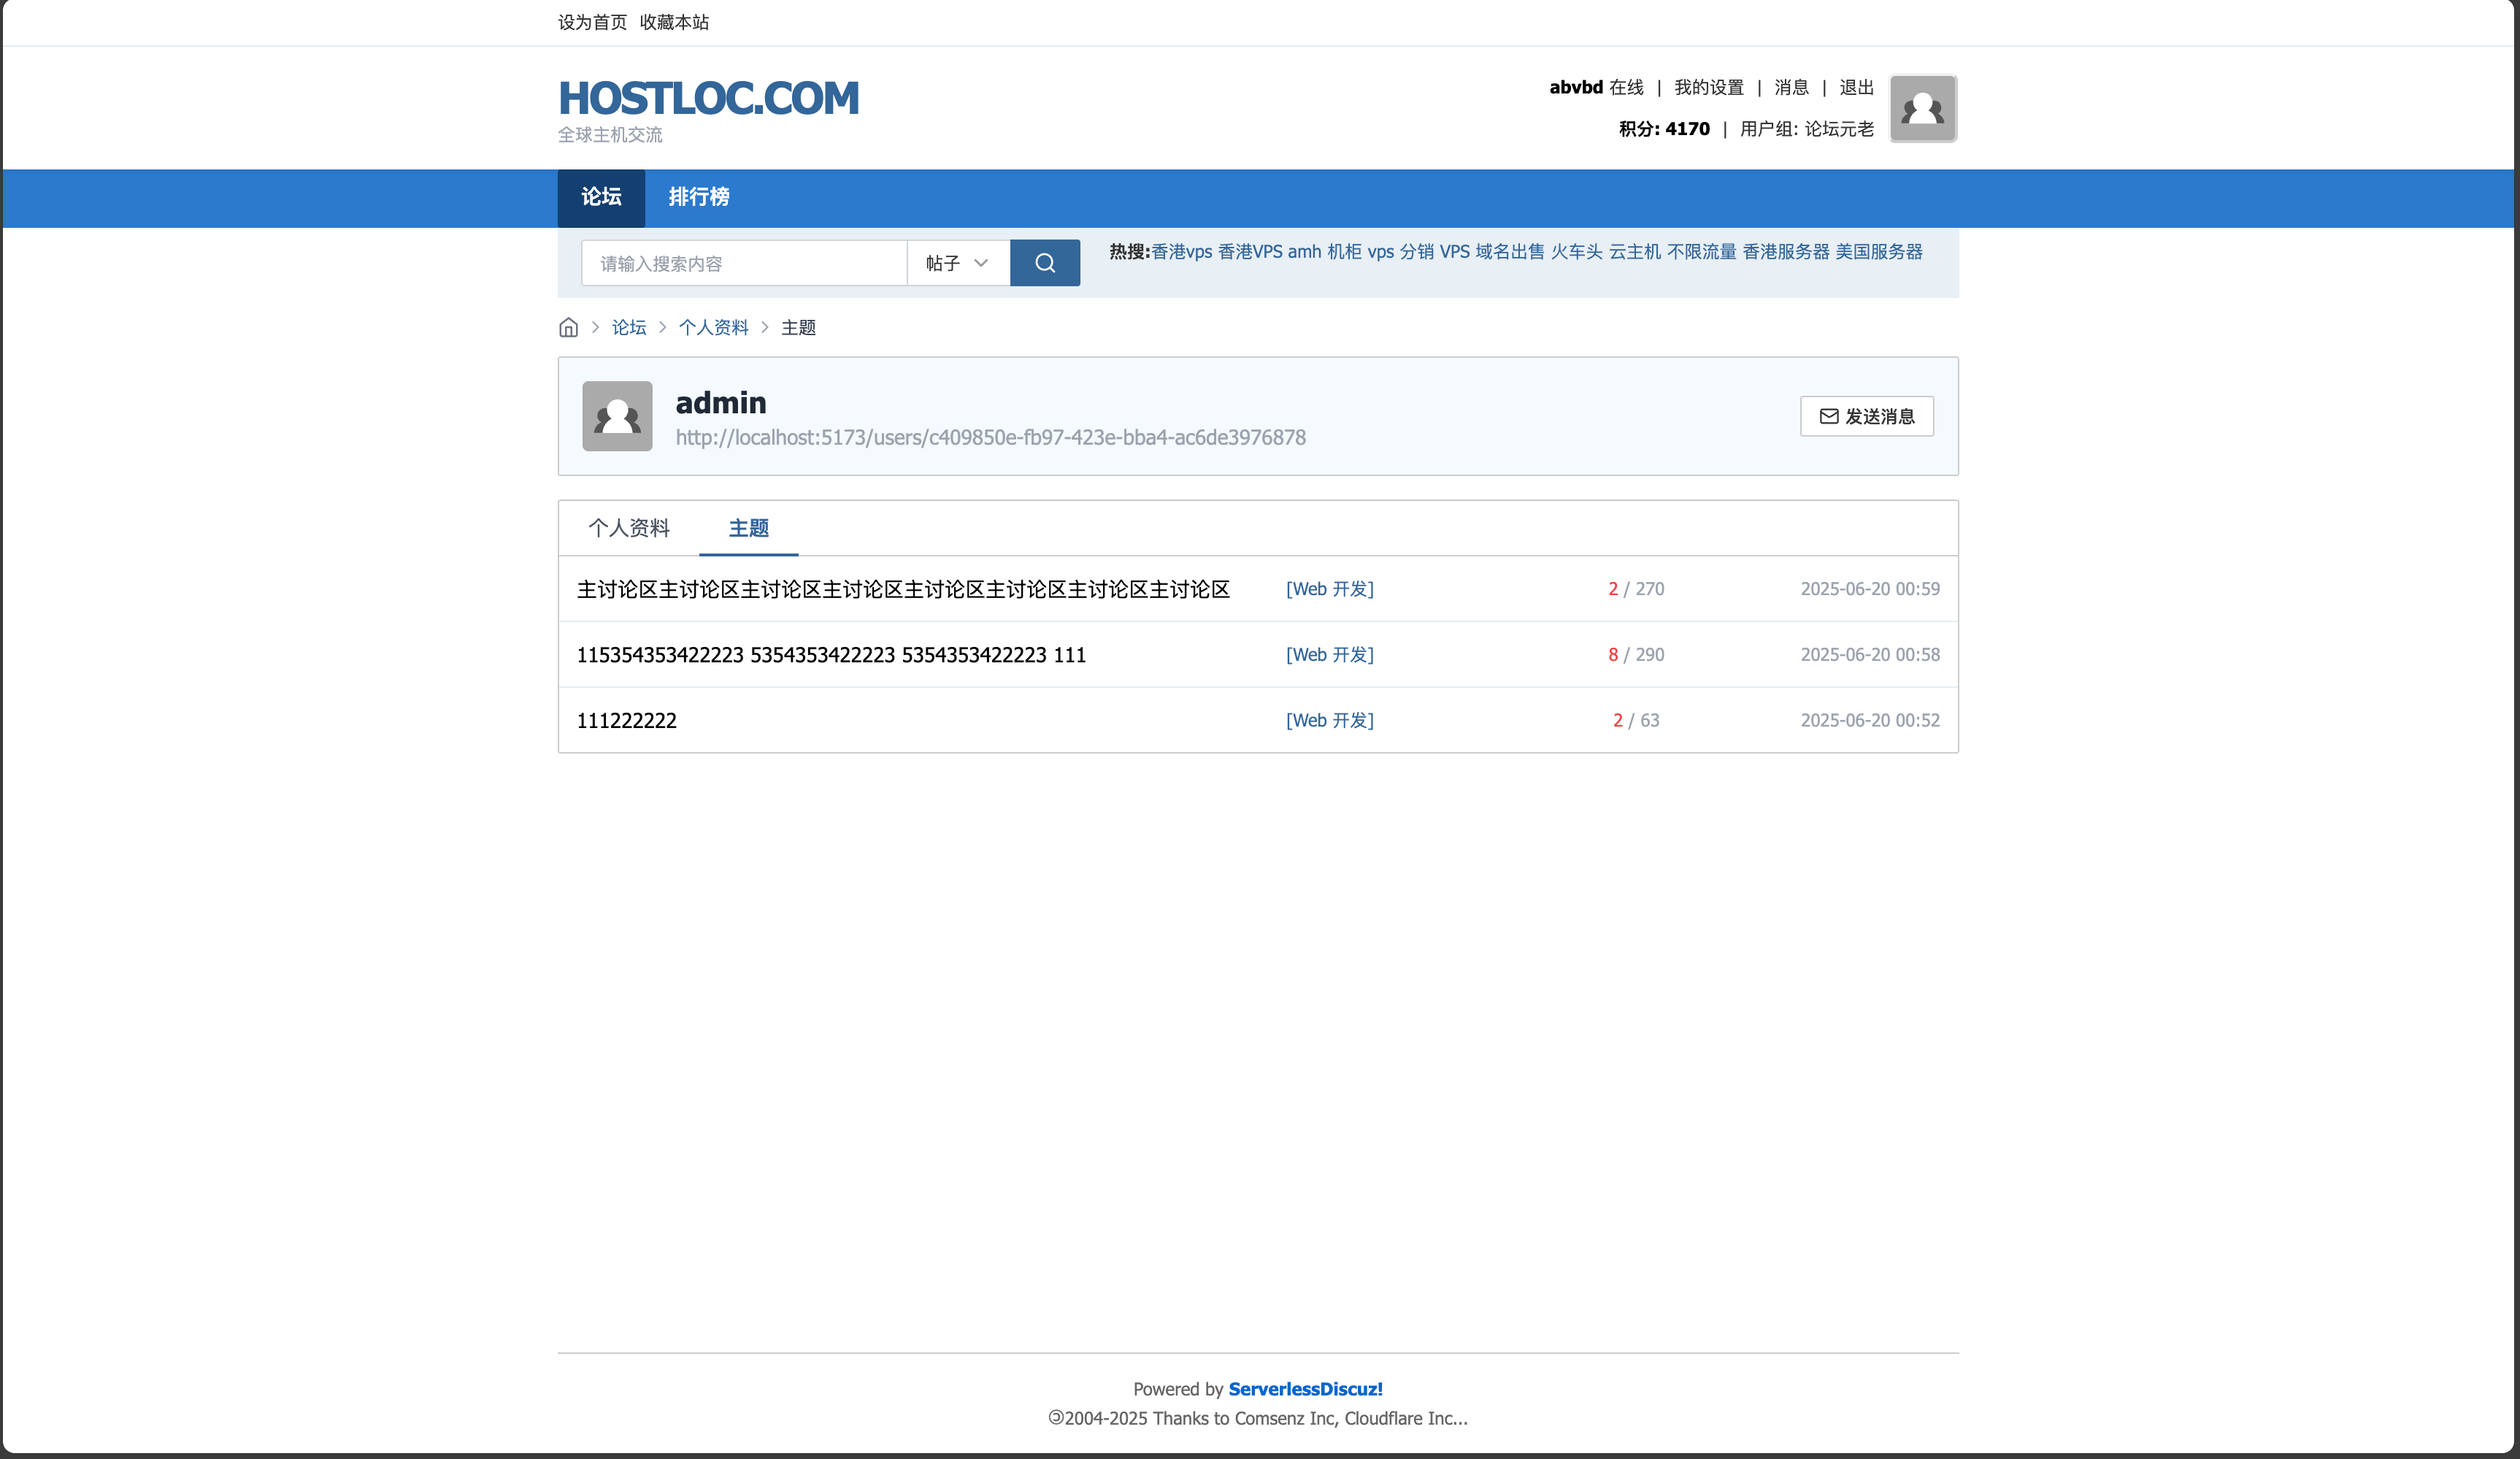 设为首页 收藏本站
HOSTLOC.COM
全球主机交流
abvbd 在线 | 我的设置 | 消息 | 退出
积分: 4170 | 用户组: 论坛元老
论坛 排行榜
请输入搜索内容 帖子 热搜:香港vps 香港VPS amh 机柜 vps 分销 VPS 域名出售 火车头 云主机 不限流量 香港服务器 美国服务器
论坛 > 个人资料 > 主题
admin
http://localhost:5173/users/c409850e-fb97-423e-bba4-ac6de3976878
发送消息
个人资料 主题
主讨论区主讨论区主讨论区主讨论区主讨论区主讨论区主讨论区主讨论区 [Web 开发] 2 / 270 2025-06-20 00:59
115354353422223 5354353422223 5354353422223 111 [Web 开发] 8 / 290 2025-06-20 00:58
111222222 [Web 开发] 2 / 63 2025-06-20 00:52
Powered by ServerlessDiscuz!
🄯2004-2025 Thanks to Comsenz Inc, Cloudflare Inc...